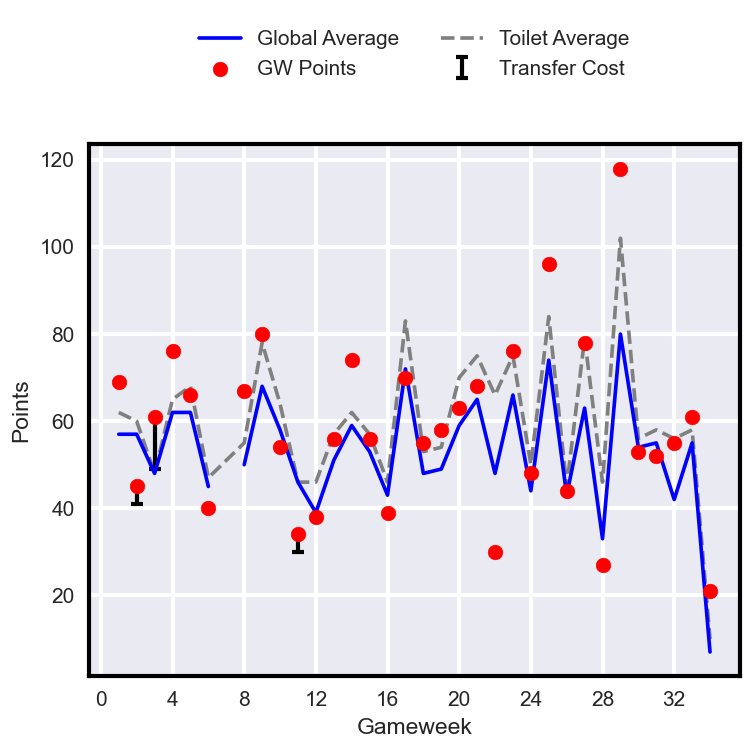 Global Average
Toilet Average
GW Points
Transfer Cost
120
100
80
60
40
20
Points
0 4 8 12 16 20 24 28 32
Gameweek